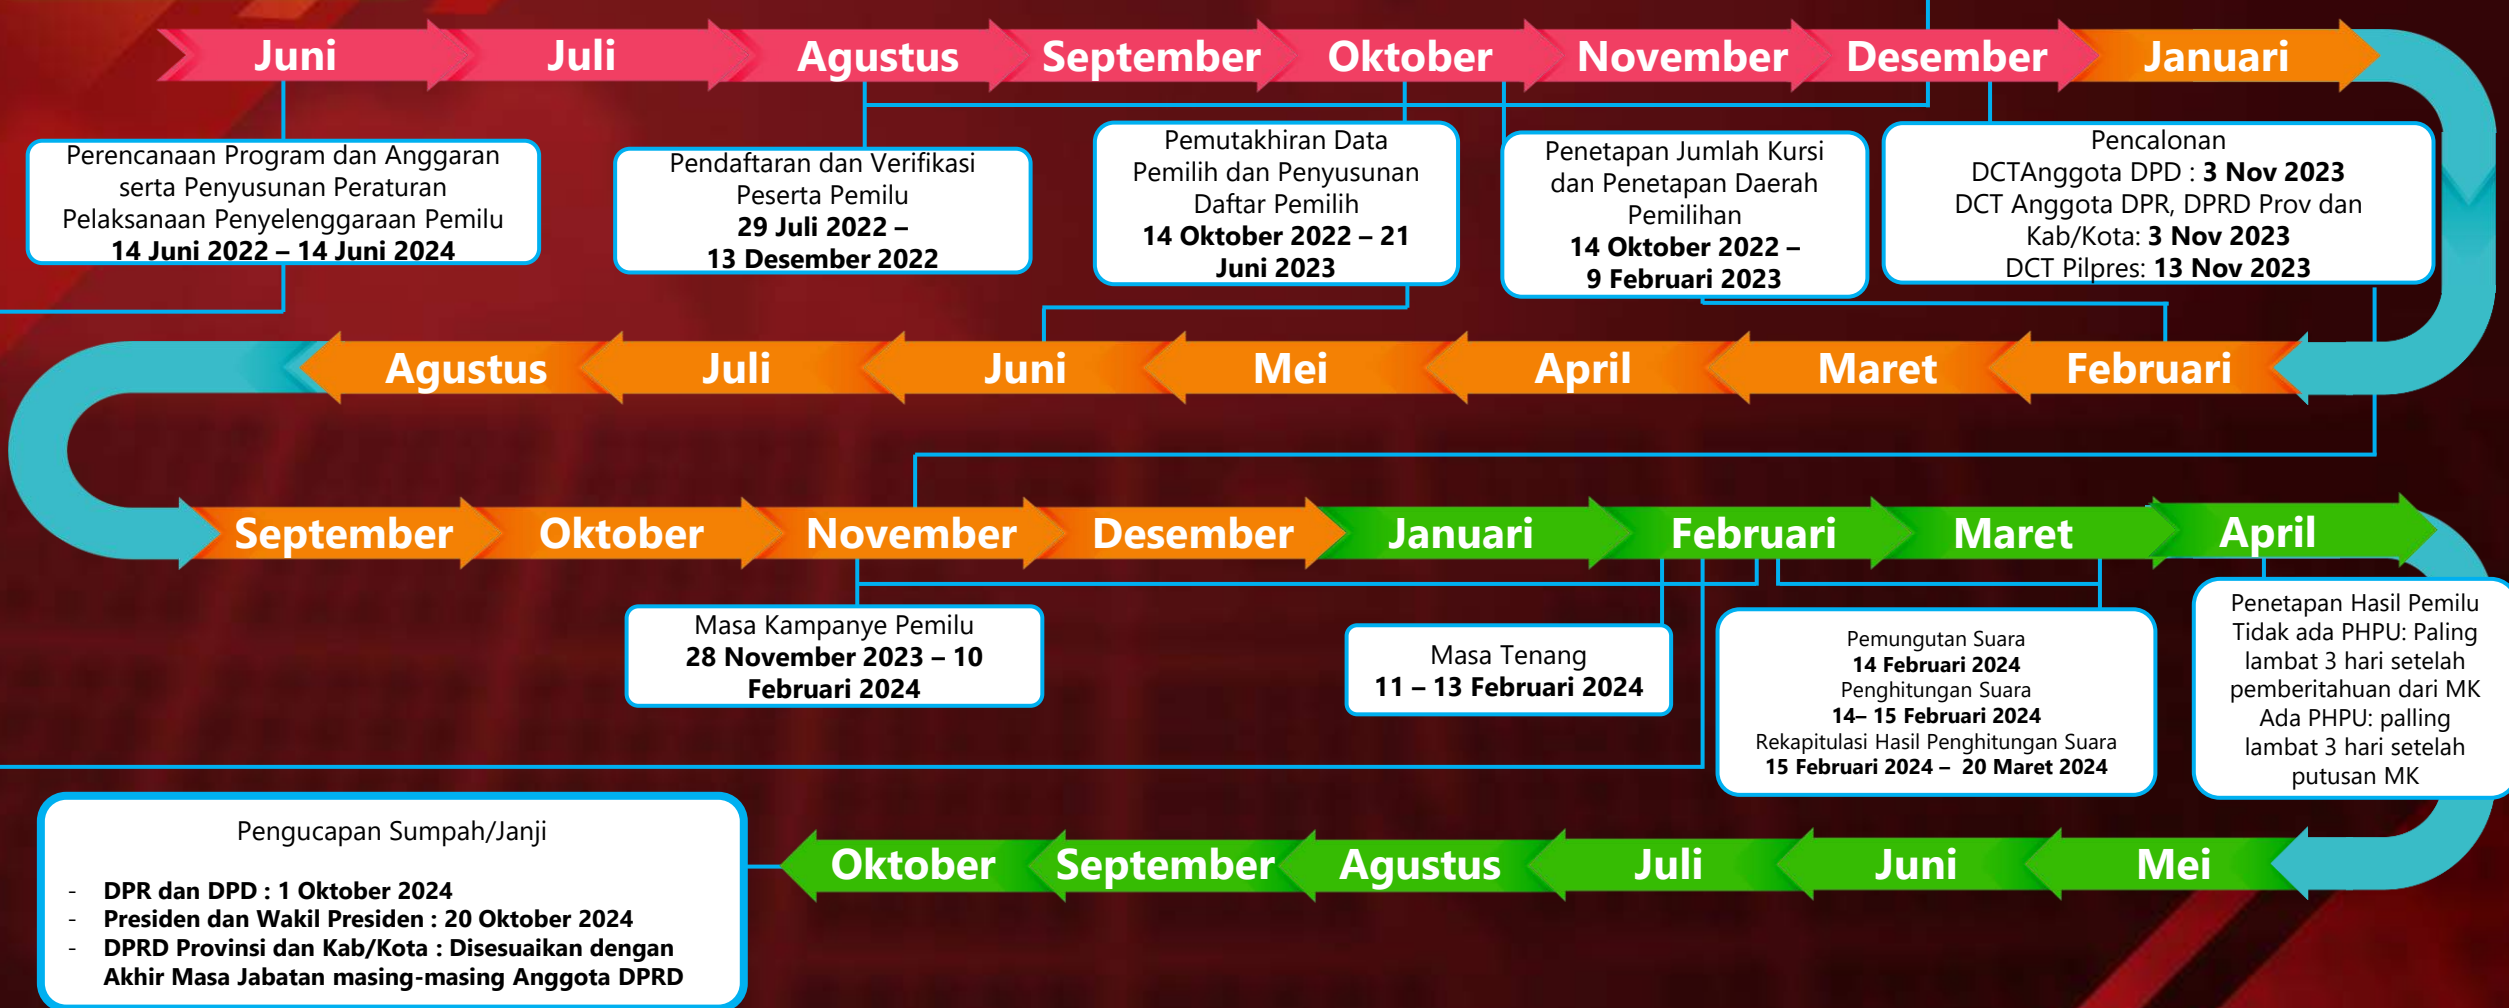 Juni
Juli
Agustus
September
Oktober
November
Desember
Januari
Perencanaan Program dan Anggaran
serta Penyusunan Peraturan
Pelaksanaan Penyelenggaraan Pemilu
14 Juni 2022 – 14 Juni 2024
Pendaftaran dan Verifikasi
Peserta Pemilu
29 Juli 2022 –
13 Desember 2022
Pemutakhiran Data
Pemilih dan Penyusunan
Daftar Pemilih
14 Oktober 2022 – 21
Juni 2023
Penetapan Jumlah Kursi
dan Penetapan Daerah
Pemilihan
14 Oktober 2022 –
9 Februari 2023
Pencalonan
DCTAnggota DPD : 3 Nov 2023
DCT Anggota DPR, DPRD Prov dan
Kab/Kota: 3 Nov 2023
DCT Pilpres: 13 Nov 2023
Agustus
Juli
Juni
Mei
April
Maret
Februari
September
Oktober
November
Desember
Januari
Februari
Maret
April
Masa Kampanye Pemilu
28 November 2023 – 10
Februari 2024
Masa Tenang
11 – 13 Februari 2024
Pemungutan Suara
14 Februari 2024
Penghitungan Suara
14– 15 Februari 2024
Rekapitulasi Hasil Penghitungan Suara
15 Februari 2024 – 20 Maret 2024
Penetapan Hasil Pemilu
Tidak ada PHPU: Paling
lambat 3 hari setelah
pemberitahuan dari MK
Ada PHPU: palling
lambat 3 hari setelah
putusan MK
Pengucapan Sumpah/Janji
- DPR dan DPD : 1 Oktober 2024
- Presiden dan Wakil Presiden : 20 Oktober 2024
- DPRD Provinsi dan Kab/Kota : Disesuaikan dengan
Akhir Masa Jabatan masing-masing Anggota DPRD
Oktober
September
Agustus
Juli
Juni
Mei